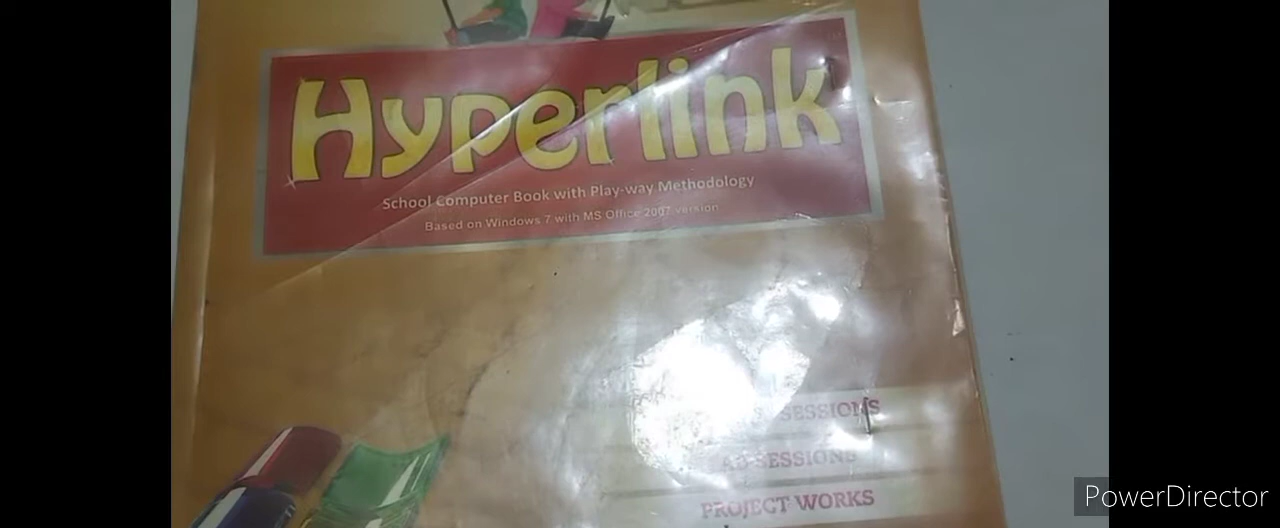 Hyperlink
School Computer Book with Play-way Methodology
Based on Windows 7 with MS Office 2007 version
SESSIONS
SESSIONS
PROJECT WORKS
PowerDirector